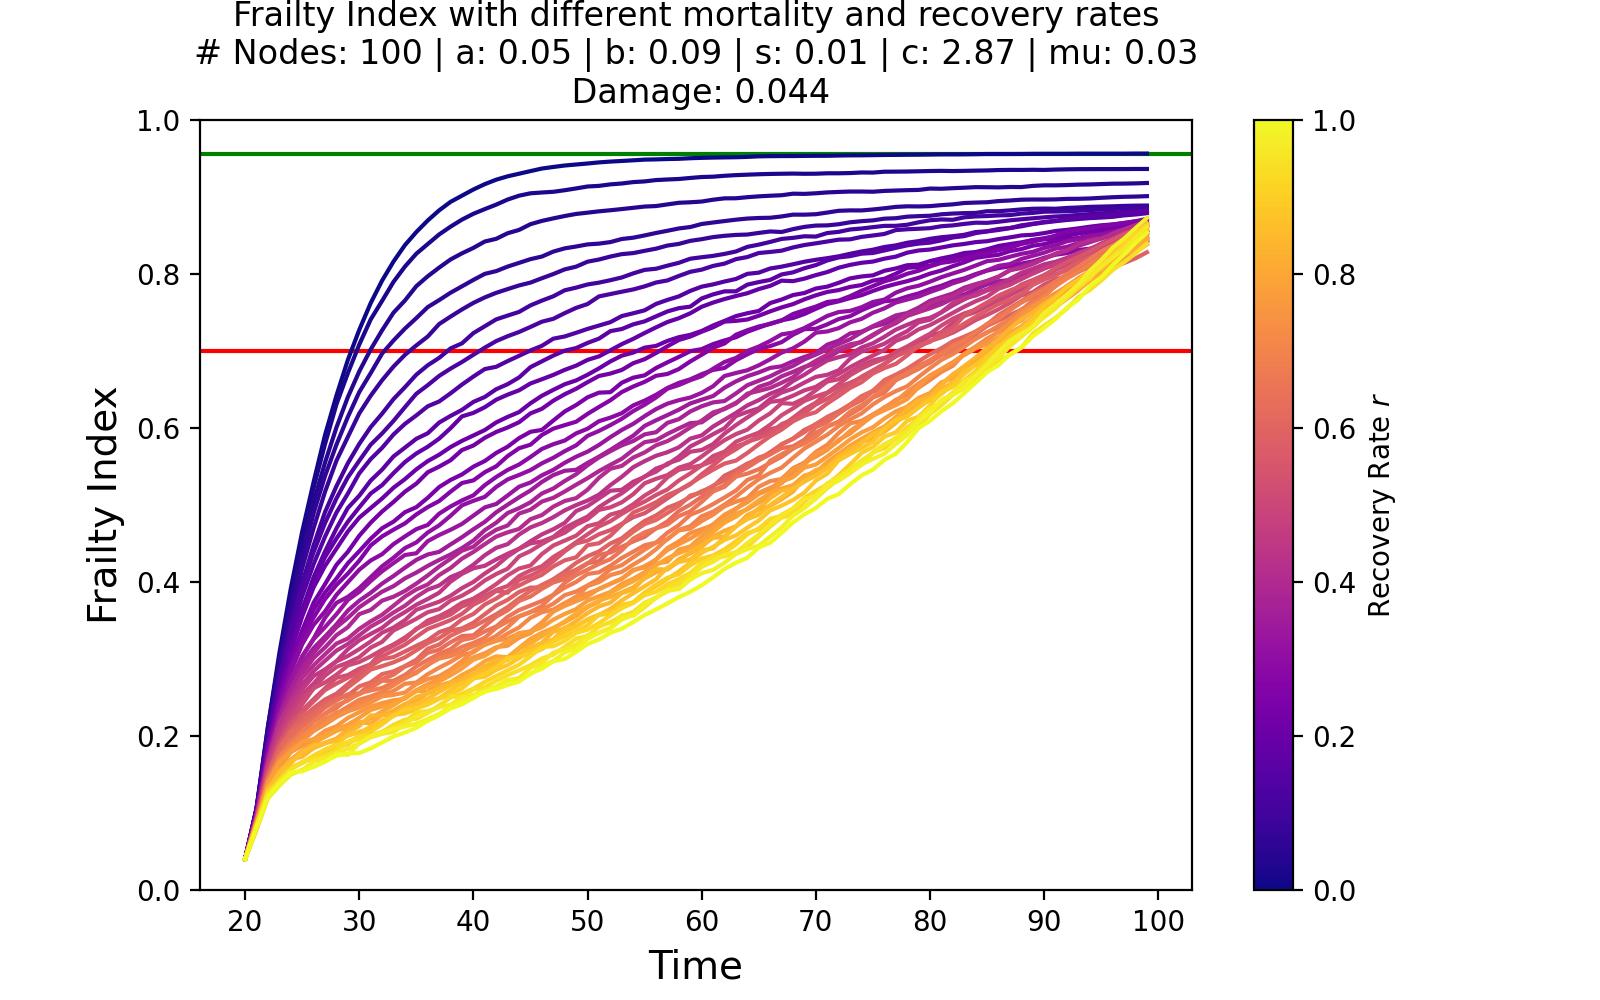 Frailty Index with different mortality and recovery rates
# Nodes: 100 | a: 0.05 | b: 0.09 | s: 0.01 | c: 2.87 | mu: 0.03
Damage: 0.044
1.0
0.8
0.6
0.4
0.2
0.0
Frailty Index
20 30 40 50 60 70 80 90 100
Time
1.0
0.8
0.6
0.4
0.2
0.0
Recovery Rate r